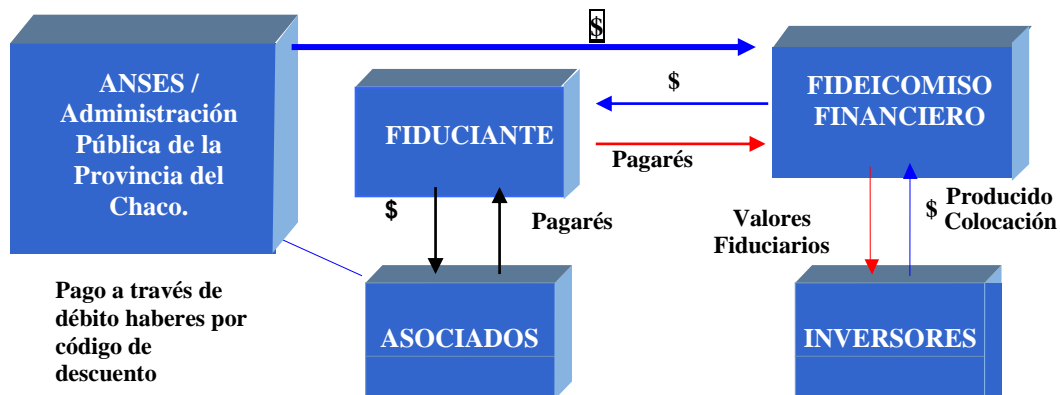 $
ANSES /
Administración
Pública de la
Provincia del
Chaco.
FIDUCIANTE
$
FIDEICOMISO
FINANCIERO
Pagarés
$
Pagarés
Valores
Fiduciarios
$ Producido
Colocación
Pago a través de
débito haberes por
código de
descuento
ASOCIADOS
INVERSORES